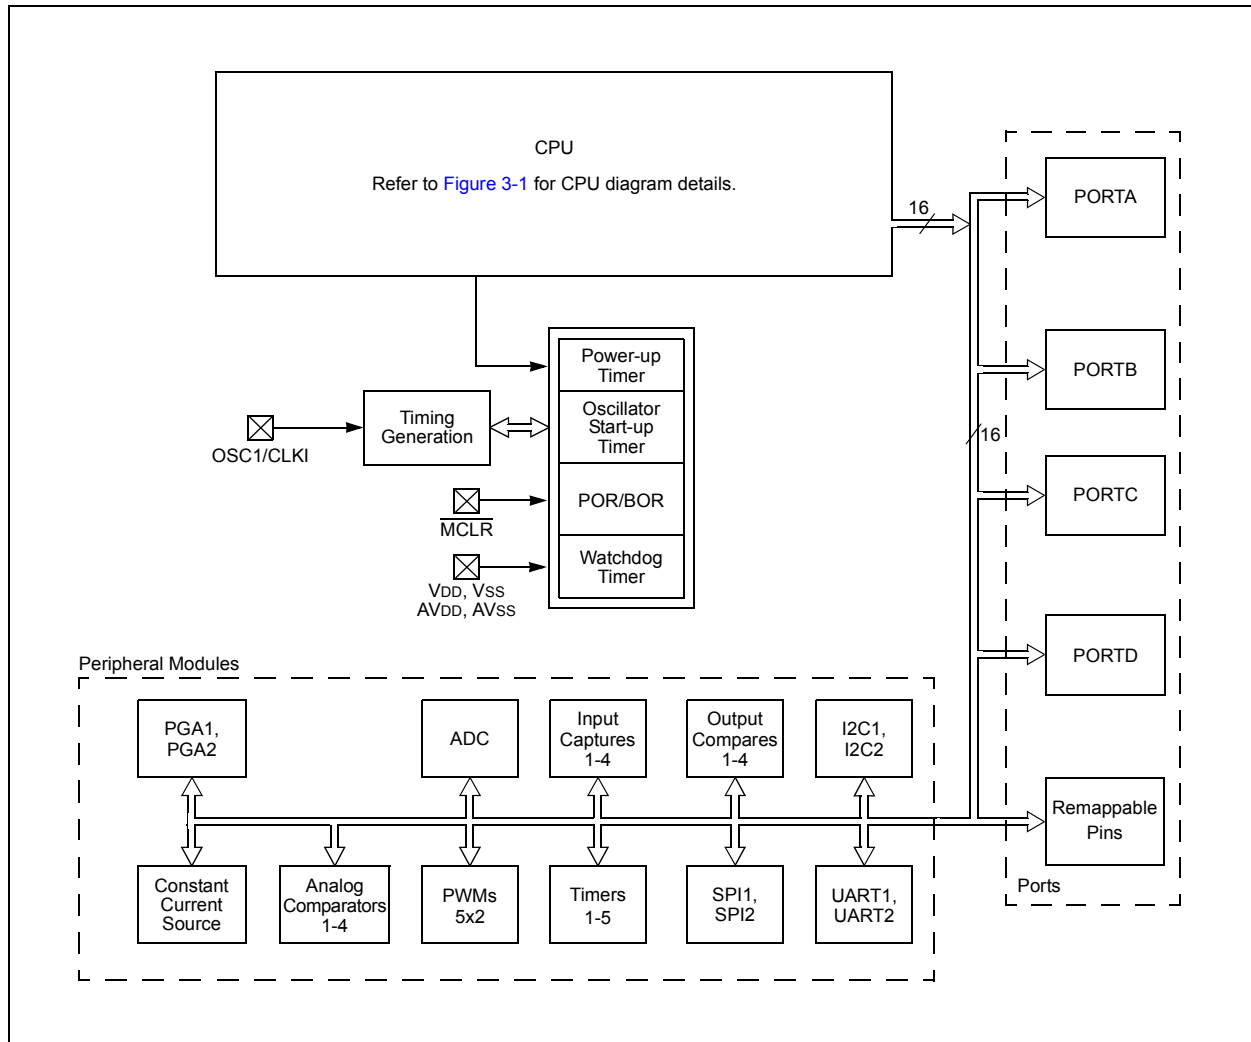 CPU
Refer to Figure 3-1 for CPU diagram details.
16
PORTA
Power-up
Timer
PORTB
Timing
Generation
Oscillator
Start-up
Timer
16
OSC1/CLKI
PORTC
MCLR
POR/BOR
VDD, VSS
AVDD, AVSS
Watchdog
Timer
PORTD
Peripheral Modules
PGA1,
PGA2
ADC
Input
Captures
1-4
Output
Compares
1-4
I2C1,
I2C2
Remappable
Pins
Constant
Current
Source
Analog
Comparators
1-4
PWMs
5x2
Timers
1-5
SPI1,
SPI2
UART1,
UART2
Ports